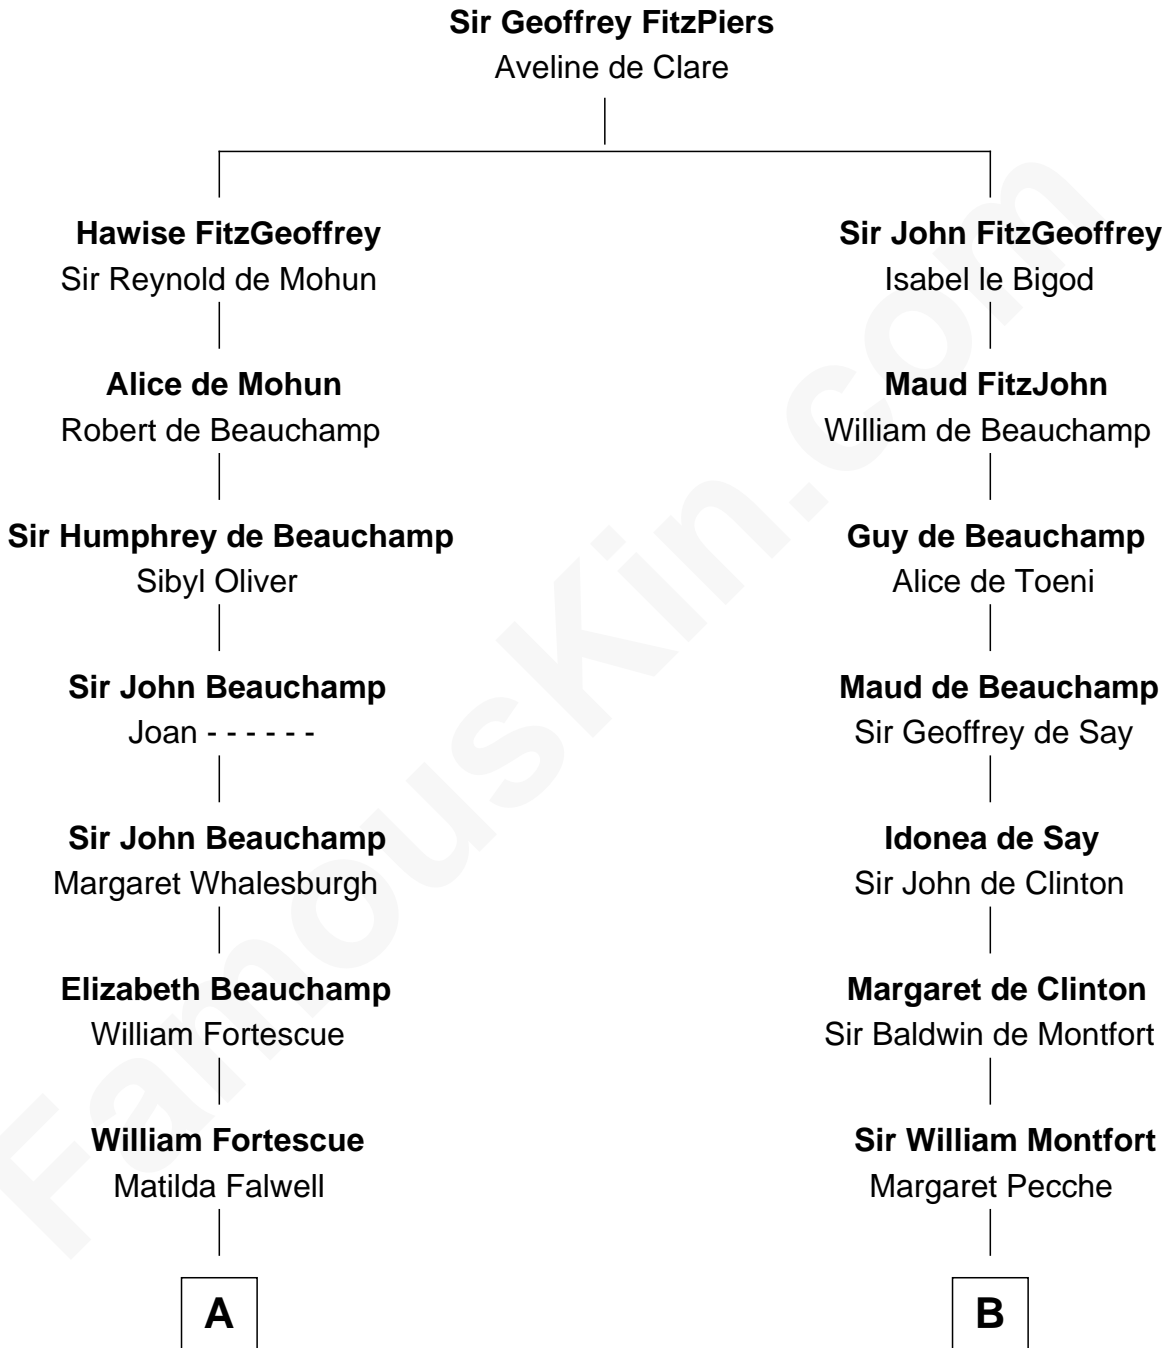 Sir Geoffrey FitzPiers
Aveline de Clare
Hawise FitzGeoffrey
Sir Reynold de Mohun
Alice de Mohun
Robert de Beauchamp
Sir Humphrey de Beauchamp
Sibyl Oliver
Sir John Beauchamp
Joan - - - - - -
Sir John Beauchamp
Margaret Whalesburgh
Elizabeth Beauchamp
William Fortescue
William Fortescue
Matilda Falwell
A
Sir John FitzGeoffrey
Isabel le Bigod
Maud FitzJohn
William de Beauchamp
Guy de Beauchamp
Alice de Toeni
Maud de Beauchamp
Sir Geoffrey de Say
Idonea de Say
Sir John de Clinton
Margaret de Clinton
Sir Baldwin de Montfort
Sir William Montfort
Margaret Pecche
B
FamousKin.com